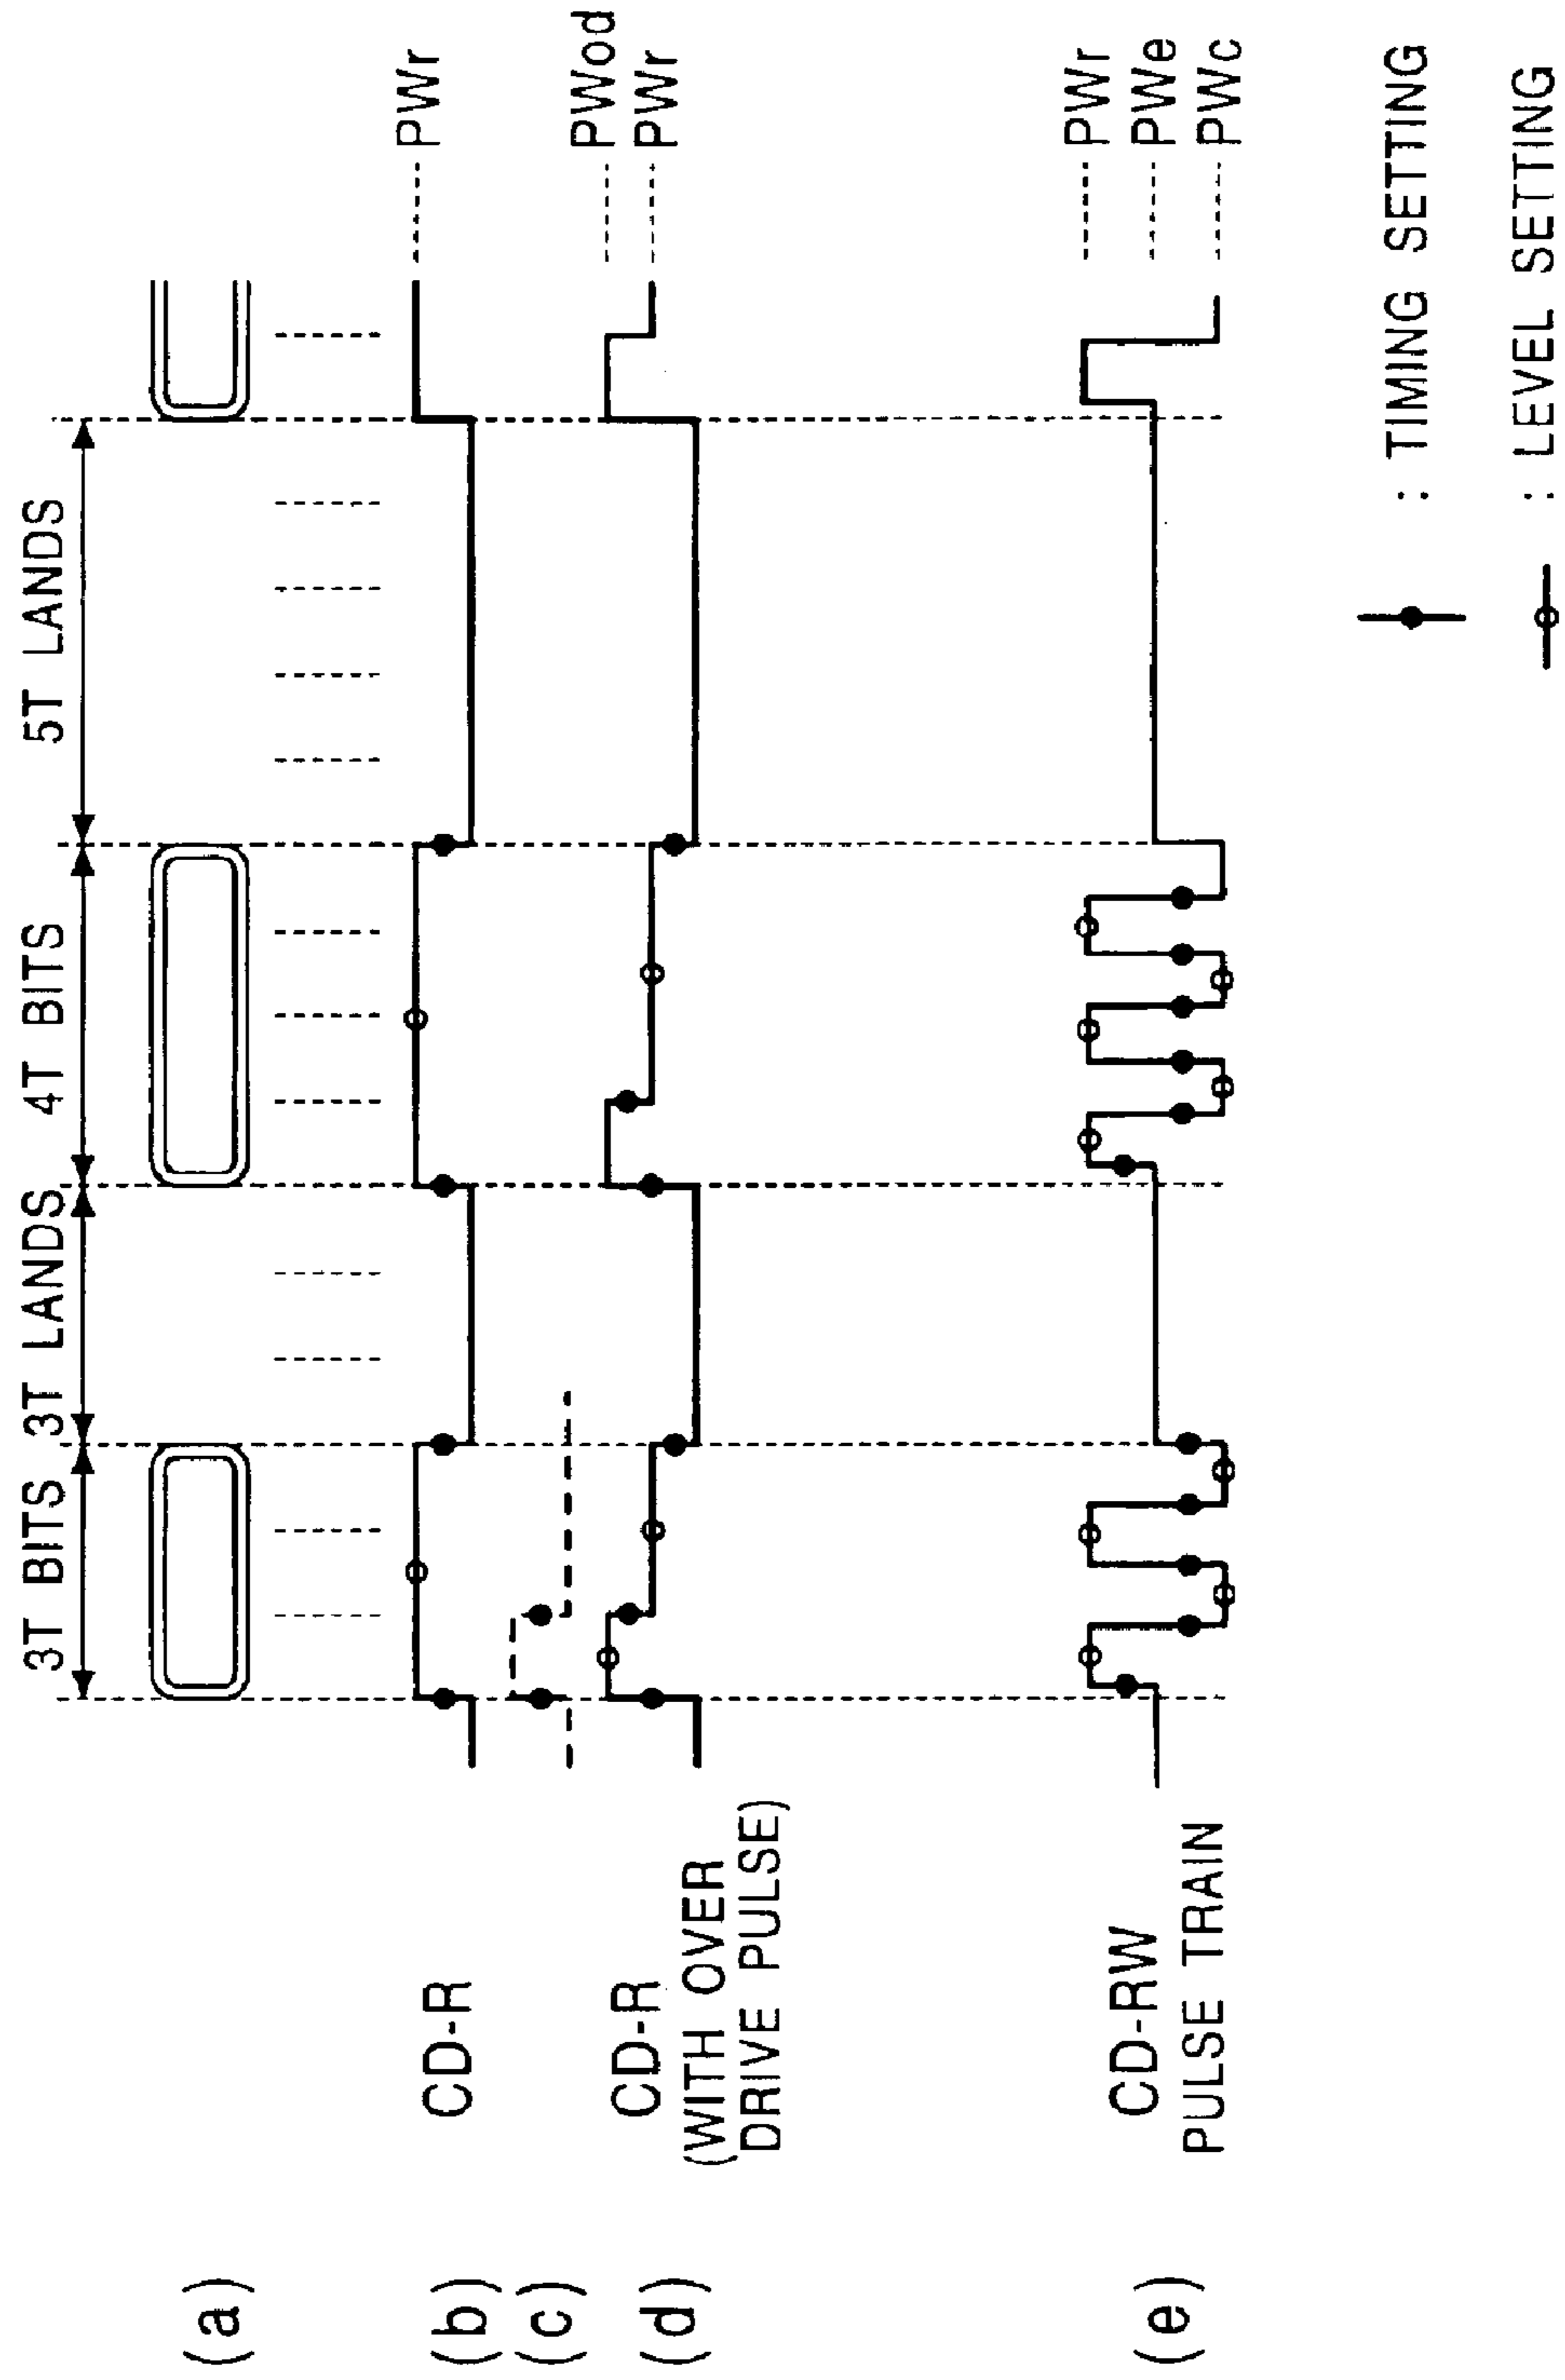 3T BITS 3T LANDS 4T BITS 5T LANDS
(a)
(b) CD-R PWr
(c)
(d) CD-R PWod
(WITH OVER PWr
DRIVE PULSE)
(e) CD-RW PWr
PULSE TRAIN PWe
PWc
: TIMING SETTING
: LEVEL SETTING